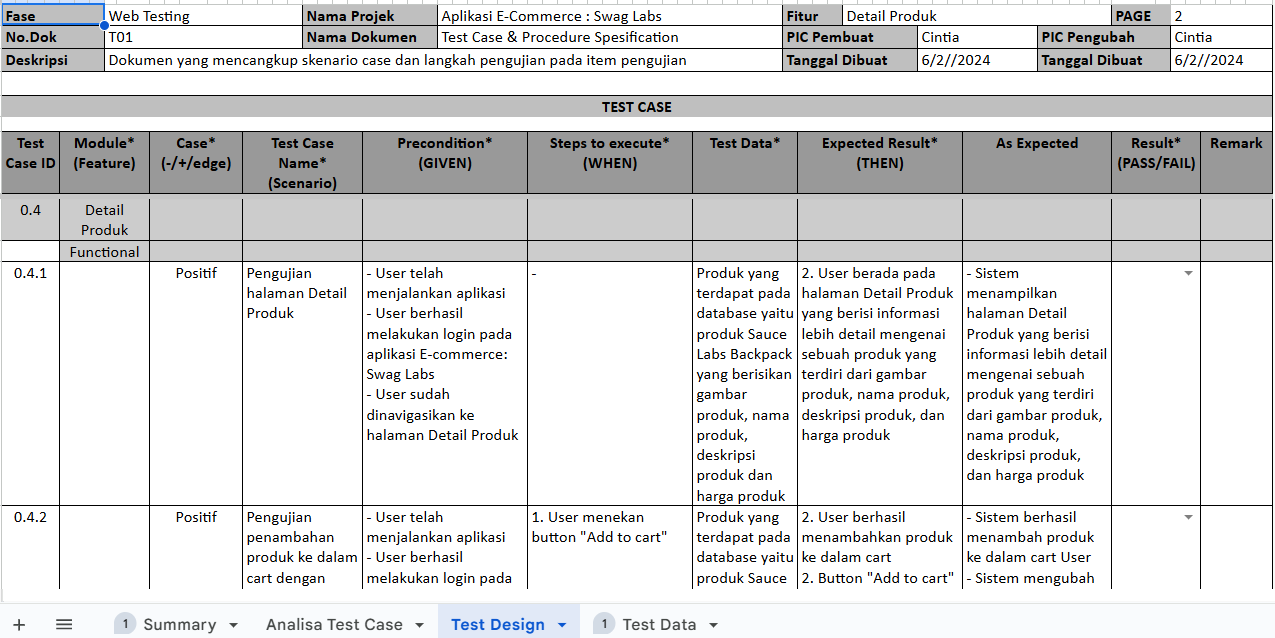 Fase Web Testing Nama Projek Aplikasi E-Commerce : Swag Labs Fitur Detail Produk PAGE 2
No.Dok T01 Nama Dokumen Test Case & Procedure Spesification PIC Pembuat Cintia PIC Pengubah Cintia
Deskripsi Dokumen yang mencangkup skenario case dan langkah pengujian pada item pengujian Tanggal Dibuat 6/2//2024 Tanggal Dibuat 6/2//2024
TEST CASE
Test
Case ID
Module*
(Feature)
Case*
(-/+/edge)
Test Case
Name*
(Scenario)
Precondition*
(GIVEN)
Steps to execute*
(WHEN)
Test Data*
Expected Result*
(THEN)
As Expected
Result*
(PASS/FAIL)
Remark
0.4
Detail
Produk
Functional
0.4.1
Positif
Pengujian
halaman Detail
Produk
- User telah
menjalankan aplikasi
- User berhasil
melakukan login pada
aplikasi E-commerce:
Swag Labs
- User sudah
dinavigasikan ke
halaman Detail Produk
-
Produk yang
terdapat pada
database yaitu
produk Sauce
Labs Backpack
yang berisikan
gambar
produk, nama
produk,
deskripsi
produk dan
harga produk
2. User berada pada
halaman Detail Produk
yang berisi informasi
lebih detail mengenai
sebuah produk yang
terdiri dari gambar
produk, nama produk,
deskripsi produk, dan
harga produk
- Sistem
menampilkan
halaman Detail
Produk yang berisi
informasi lebih detail
mengenai sebuah
produk yang terdiri
dari gambar produk,
nama produk,
deskripsi produk,
dan harga produk
0.4.2
Positif
Pengujian
penambahan
produk ke dalam
cart dengan
- User telah
menjalankan aplikasi
- User berhasil
melakukan login pada
1. User menekan
button "Add to cart"
Produk yang
terdapat pada
database yaitu
produk Sauce
2. User berhasil
menambahkan produk
ke dalam cart
2. Button "Add to cart"
- Sistem berhasil
menambah produk
ke dalam cart User
- Sistem mengubah
1 Summary Analisa Test Case Test Design 1 Test Data